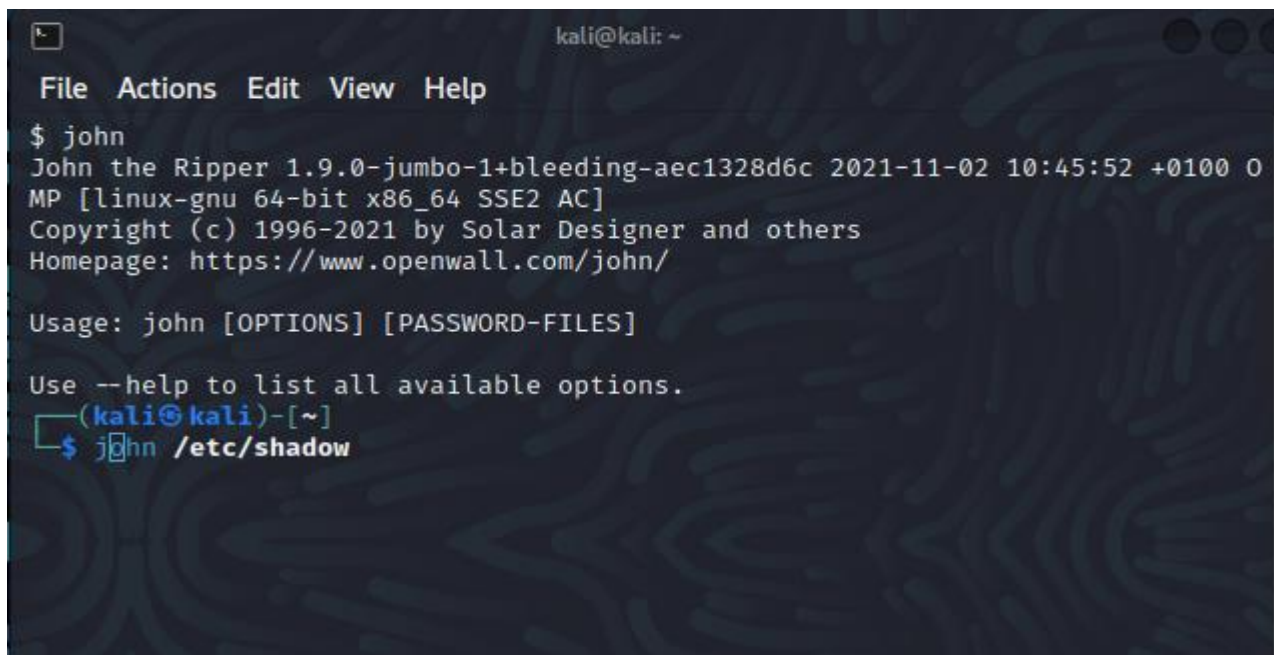 kali@kali: ~
File Actions Edit View Help
$ john
John the Ripper 1.9.0-jumbo-1+bleeding-aec1328d6c 2021-11-02 10:45:52 +0100 O
MP [linux-gnu 64-bit x86_64 SSE2 AC]
Copyright (c) 1996-2021 by Solar Designer and others
Homepage: https://www.openwall.com/john/
Usage: john [OPTIONS] [PASSWORD-FILES]
Use --help to list all available options.
┌──(kali㉿kali)-[~]
└─$ john /etc/shadow